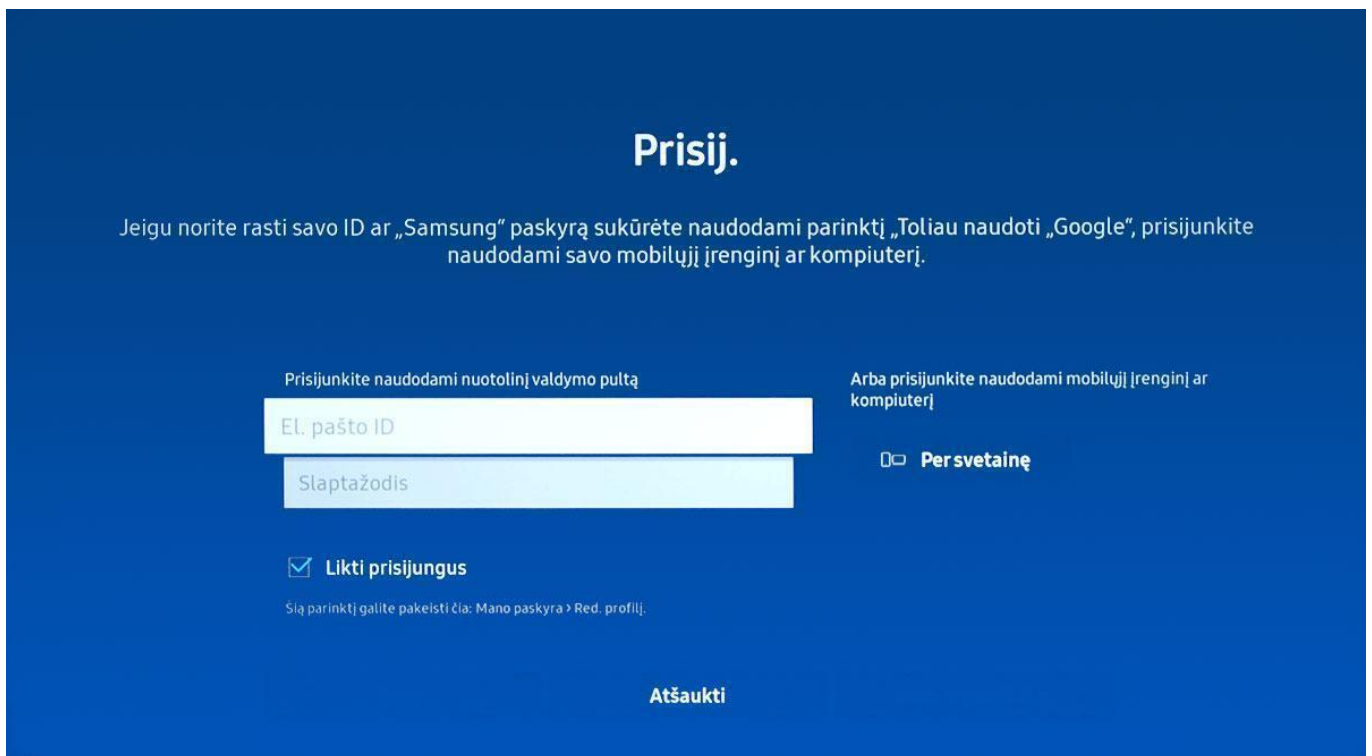 Prisij.
Jeigu norite rasti savo ID ar „Samsung“ paskyrą sukūrėte naudodami parinktį „Toliau naudoti „Google“, prisijunkite
naudodami savo mobilųjį įrenginį ar kompiuterį.
Prisijunkite naudodami nuotolinį valdymo pultą
El. pašto ID
Slaptažodis
Likti prisijungus
Šią parinktį galite pakeisti čia: Mano paskyra > Red. profilį.
Arba prisijunkite naudodami mobilųjį įrenginį ar
kompiuterį
Per svetainę
Atšaukti